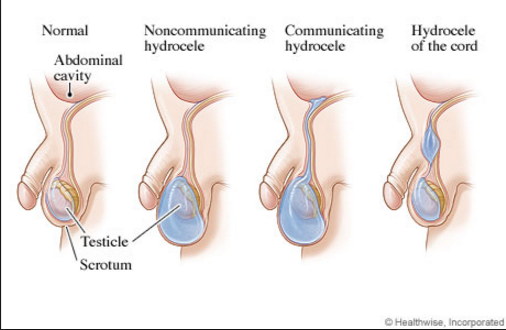 Normal
Noncommunicating
hydrocele
Communicating
hydrocele
Hydrocele
of the cord
Abdominal
cavity
Testicle
Scrotum
© Healthwise, Incorporated